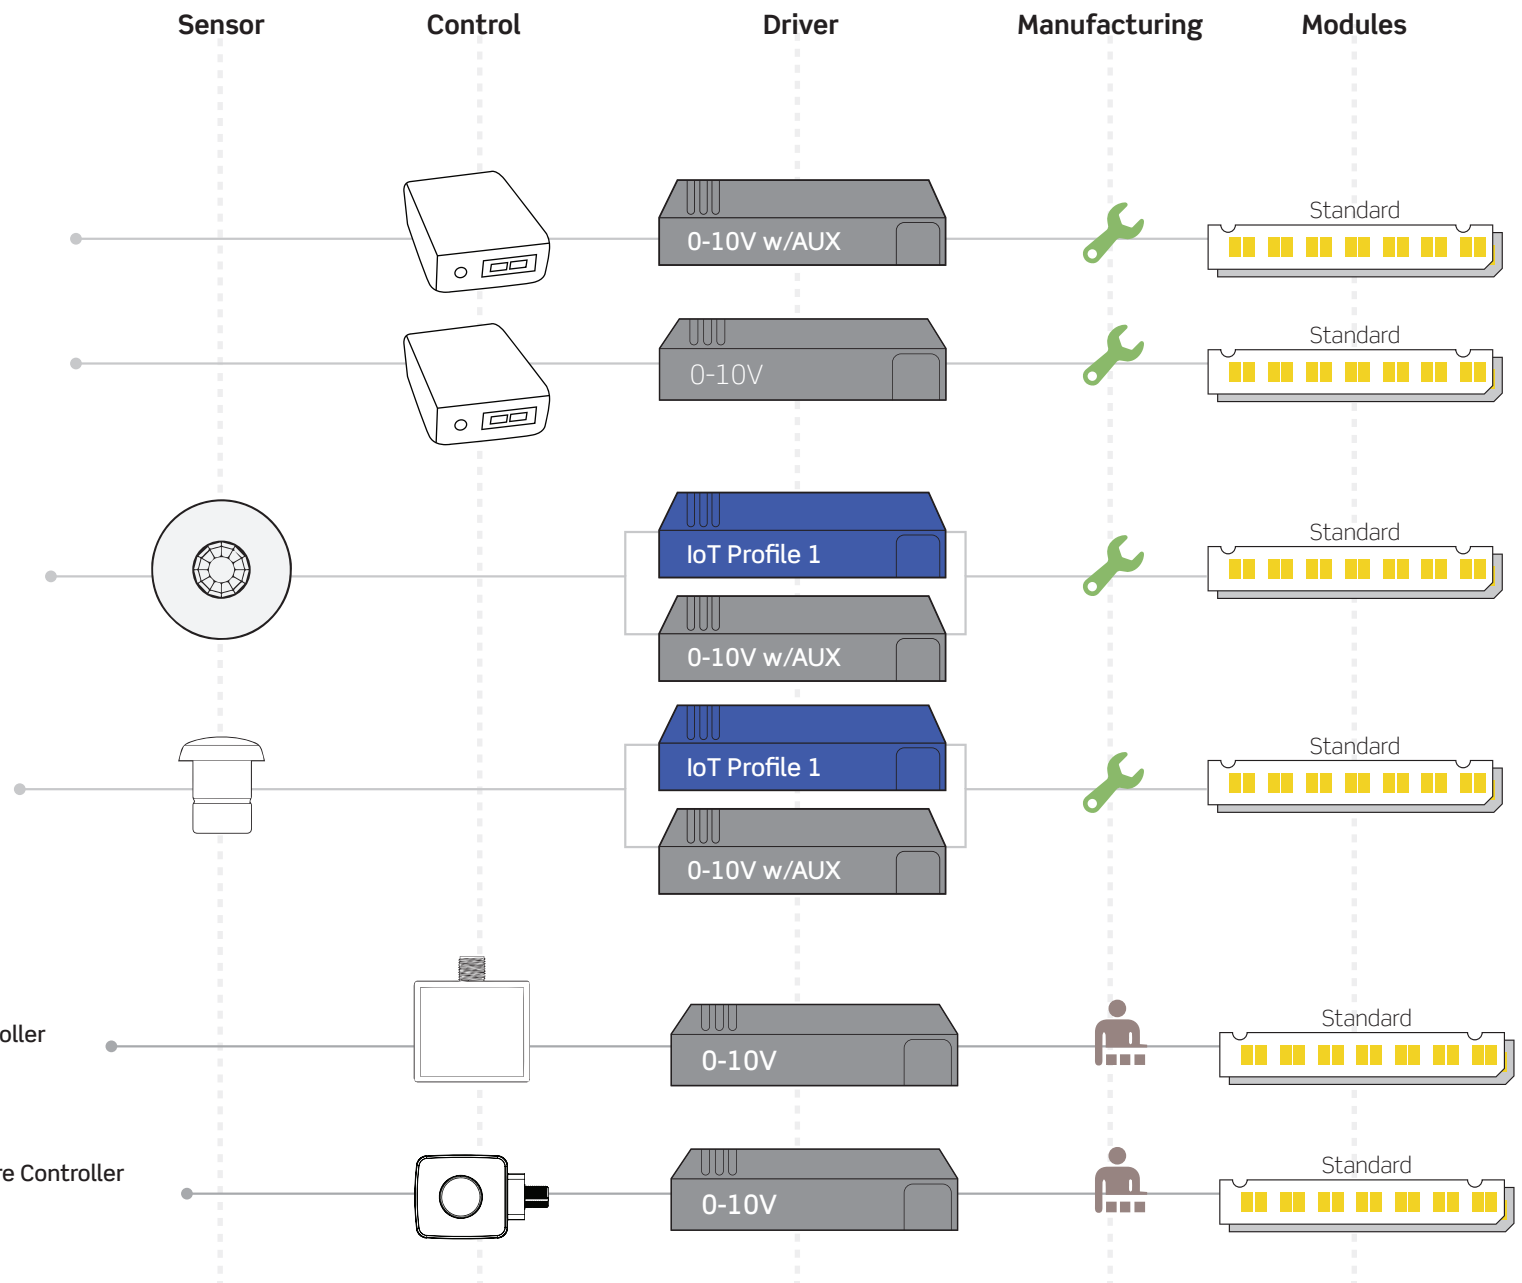 Sensor Control Driver Manufacturing Modules
Standard
0-10V w/AUX
Standard
0-10V
Standard
IoT Profile 1
0-10V w/AUX
Standard
IoT Profile 1
0-10V w/AUX
Standard
oller
0-10V
Standard
re Controller
0-10V